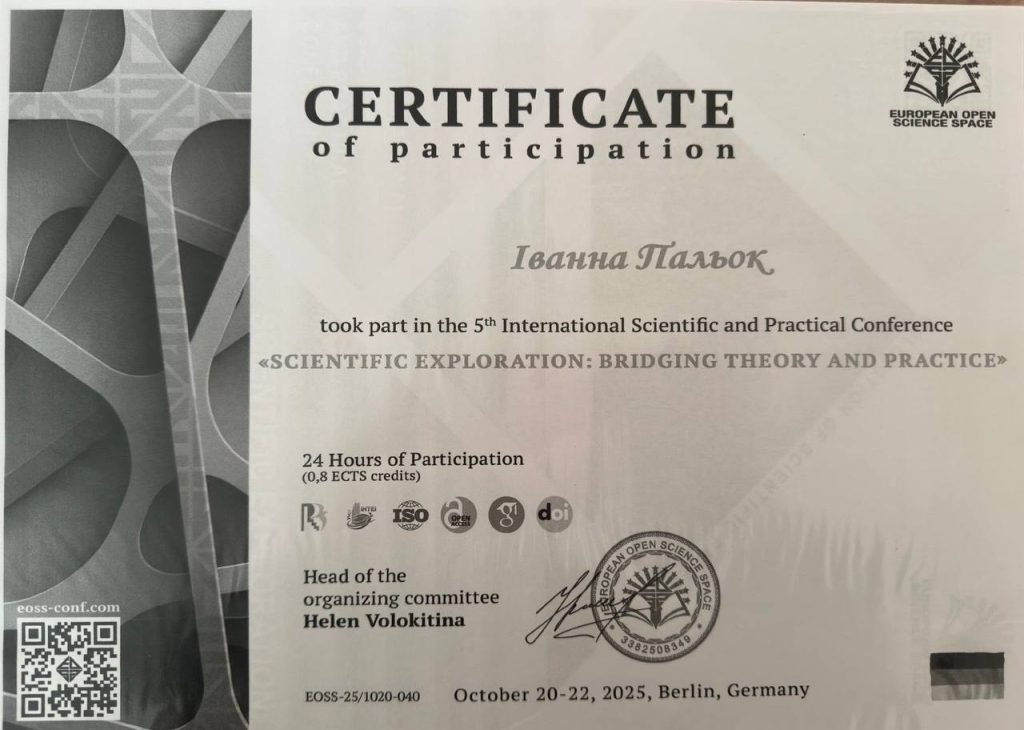 CERTIFICATE
of participation
EUROPEAN OPEN
SCIENCE SPACE
Іванна Пальок
took part in the 5th International Scientific and Practical Conference
«SCIENTIFIC EXPLORATION: BRIDGING THEORY AND PRACTICE»
24 Hours of Participation
(0,8 ECTS credits)
INTEI
ISO
a OPEN ACCESS
g
doi
Head of the
organizing committee
Helen Volokitina
EUROPEAN OPEN SCIENCE SPACE
3382508349
eoss-conf.com
EOSS-25/1020-040
October 20-22, 2025, Berlin, Germany